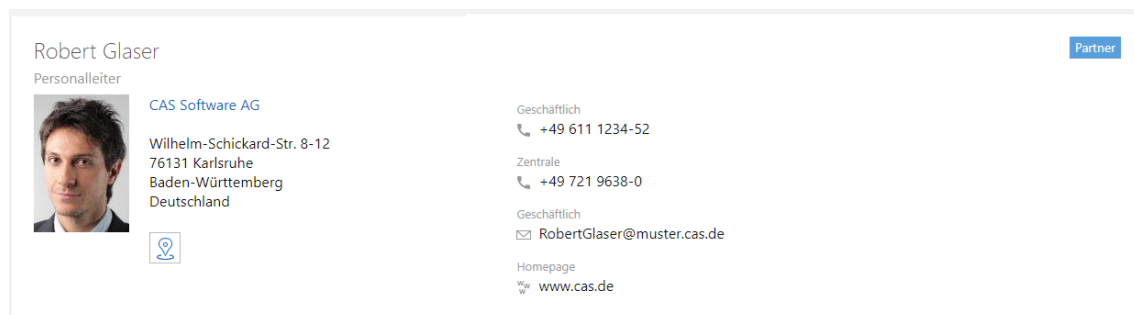 Robert Glaser
Partner
Personalleiter
CAS Software AG
Wilhelm-Schickard-Str. 8-12
76131 Karlsruhe
Baden-Württemberg
Deutschland
Geschäftlich
+49 611 1234-52
Zentrale
+49 721 9638-0
Geschäftlich
RobertGlaser@muster.cas.de
Homepage
www.cas.de